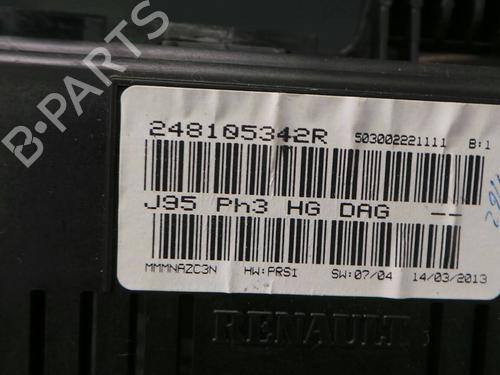 248105342R 503002221111 B:1
J95 Ph3 HG DAG --
MMMNAZC3N HW:PRSI SW:07/04 14/03/2013
RENAULT
B-PARTS